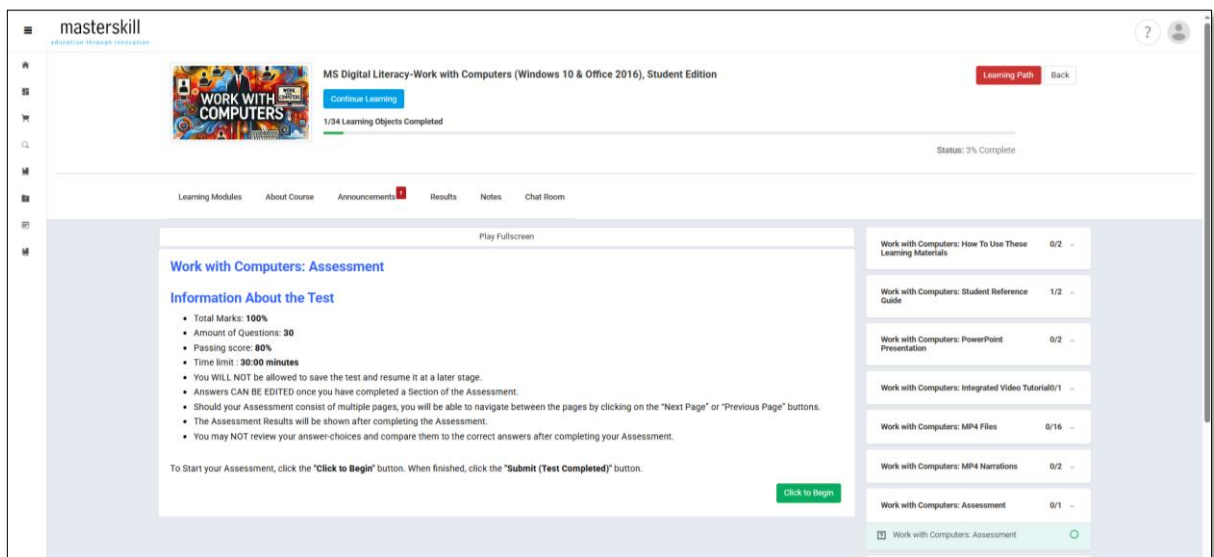 masterskill
education through innovation
?
WORK WITH
COMPUTERS
MS Digital Literacy-Work with Computers (Windows 10 & Office 2016), Student Edition
Learning Path
Back
Continue Learning
1/34 Learning Objects Completed
Status: 3% Complete
Learning Modules
About Course
Announcements
Results
Notes
Chat Room
Play Fullscreen
Work with Computers: Assessment
Information About the Test
• Total Marks: 100%
• Amount of Questions: 30
• Passing score: 80%
• Time limit : 30:00 minutes
• You WILL NOT be allowed to save the test and resume it at a later stage.
• Answers CAN BE EDITED once you have completed a Section of the Assessment.
• Should your Assessment consist of multiple pages, you will be able to navigate between the pages by clicking on the "Next Page" or "Previous Page" buttons.
• The Assessment Results will be shown after completing the Assessment.
• You may NOT review your answer-choices and compare them to the correct answers after completing your Assessment.
To Start your Assessment, click the "Click to Begin" button. When finished, click the "Submit (Test Completed)" button.
Click to Begin
Work with Computers: How To Use These 0/2
Learning Materials
Work with Computers: Student Reference 1/2
Guide
Work with Computers: PowerPoint 0/2
Presentation
Work with Computers: Integrated Video Tutorial 0/1
Work with Computers: MP4 Files 0/16
Work with Computers: MP4 Narrations 0/2
Work with Computers: Assessment 0/1
Work with Computers: Assessment